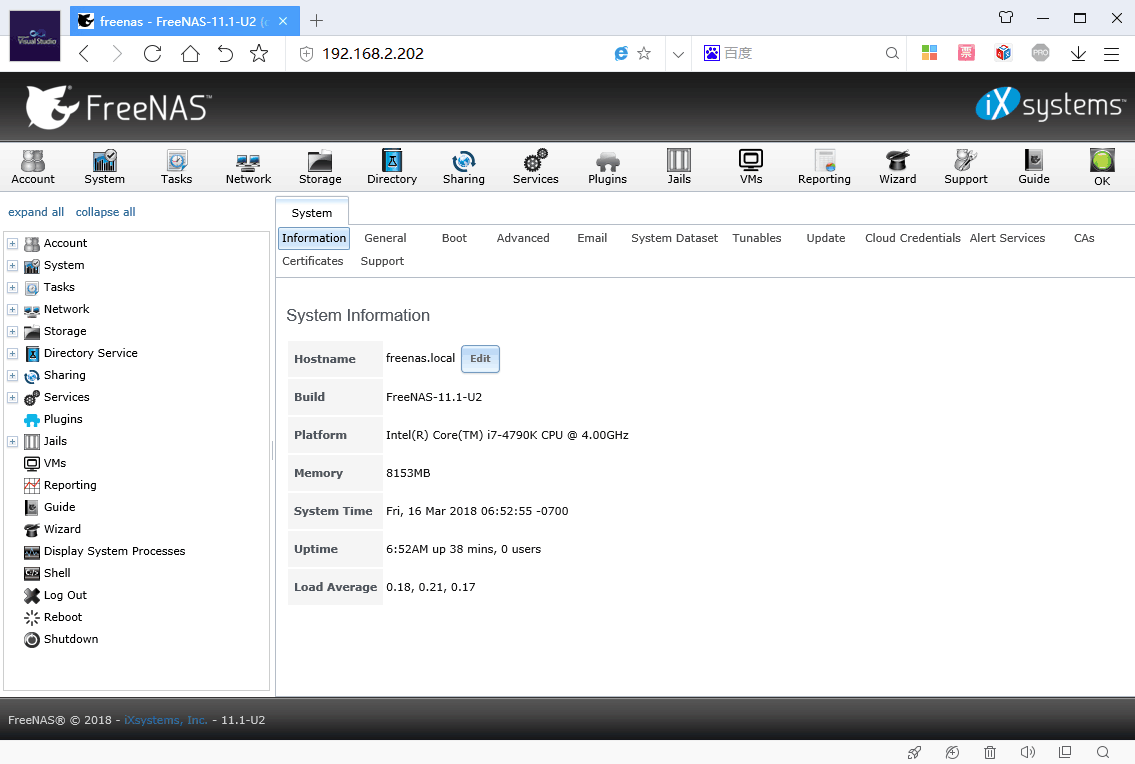 Visual Studio
freenas - FreeNAS-11.1-U2 (
192.168.2.202
百度
票
PRO
FreeNAS™
iXsystems™
Account System Tasks Network Storage Directory Sharing Services Plugins Jails VMs Reporting Wizard Support Guide OK
expand all collapse all
System
Information General Boot Advanced Email System Dataset Tunables Update Cloud Credentials Alert Services CAs
Certificates Support
Account
System
Tasks
Network
Storage
Directory Service
Sharing
Services
Plugins
Jails
VMs
Reporting
Guide
Wizard
Display System Processes
Shell
Log Out
Reboot
Shutdown
System Information
Hostname freenas.local Edit
Build FreeNAS-11.1-U2
Platform Intel(R) Core(TM) i7-4790K CPU @ 4.00GHz
Memory 8153MB
System Time Fri, 16 Mar 2018 06:52:55 -0700
Uptime 6:52AM up 38 mins, 0 users
Load Average 0.18, 0.21, 0.17
FreeNAS® © 2018 - iXsystems, Inc. - 11.1-U2